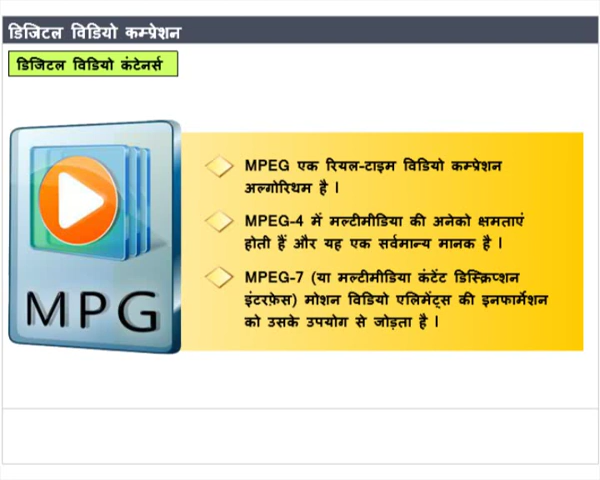 डिजिटल विडियो कम्प्रेशन
डिजिटल विडियो कंटेनर्स
MPEG एक रियल-टाइम विडियो कम्प्रेशन
अल्गोरिथम है ।
MPEG-4 में मल्टीमीडिया की अनेको क्षमताएं
होती हैं और यह एक सर्वमान्य मानक है ।
MPEG-7 (या मल्टीमीडिया कंटेंट डिस्क्रिप्शन
इंटरफ़ेस) मोशन विडियो एलिमेंट्स की इनफार्मेशन
को उसके उपयोग से जोड़ता है ।
MPG